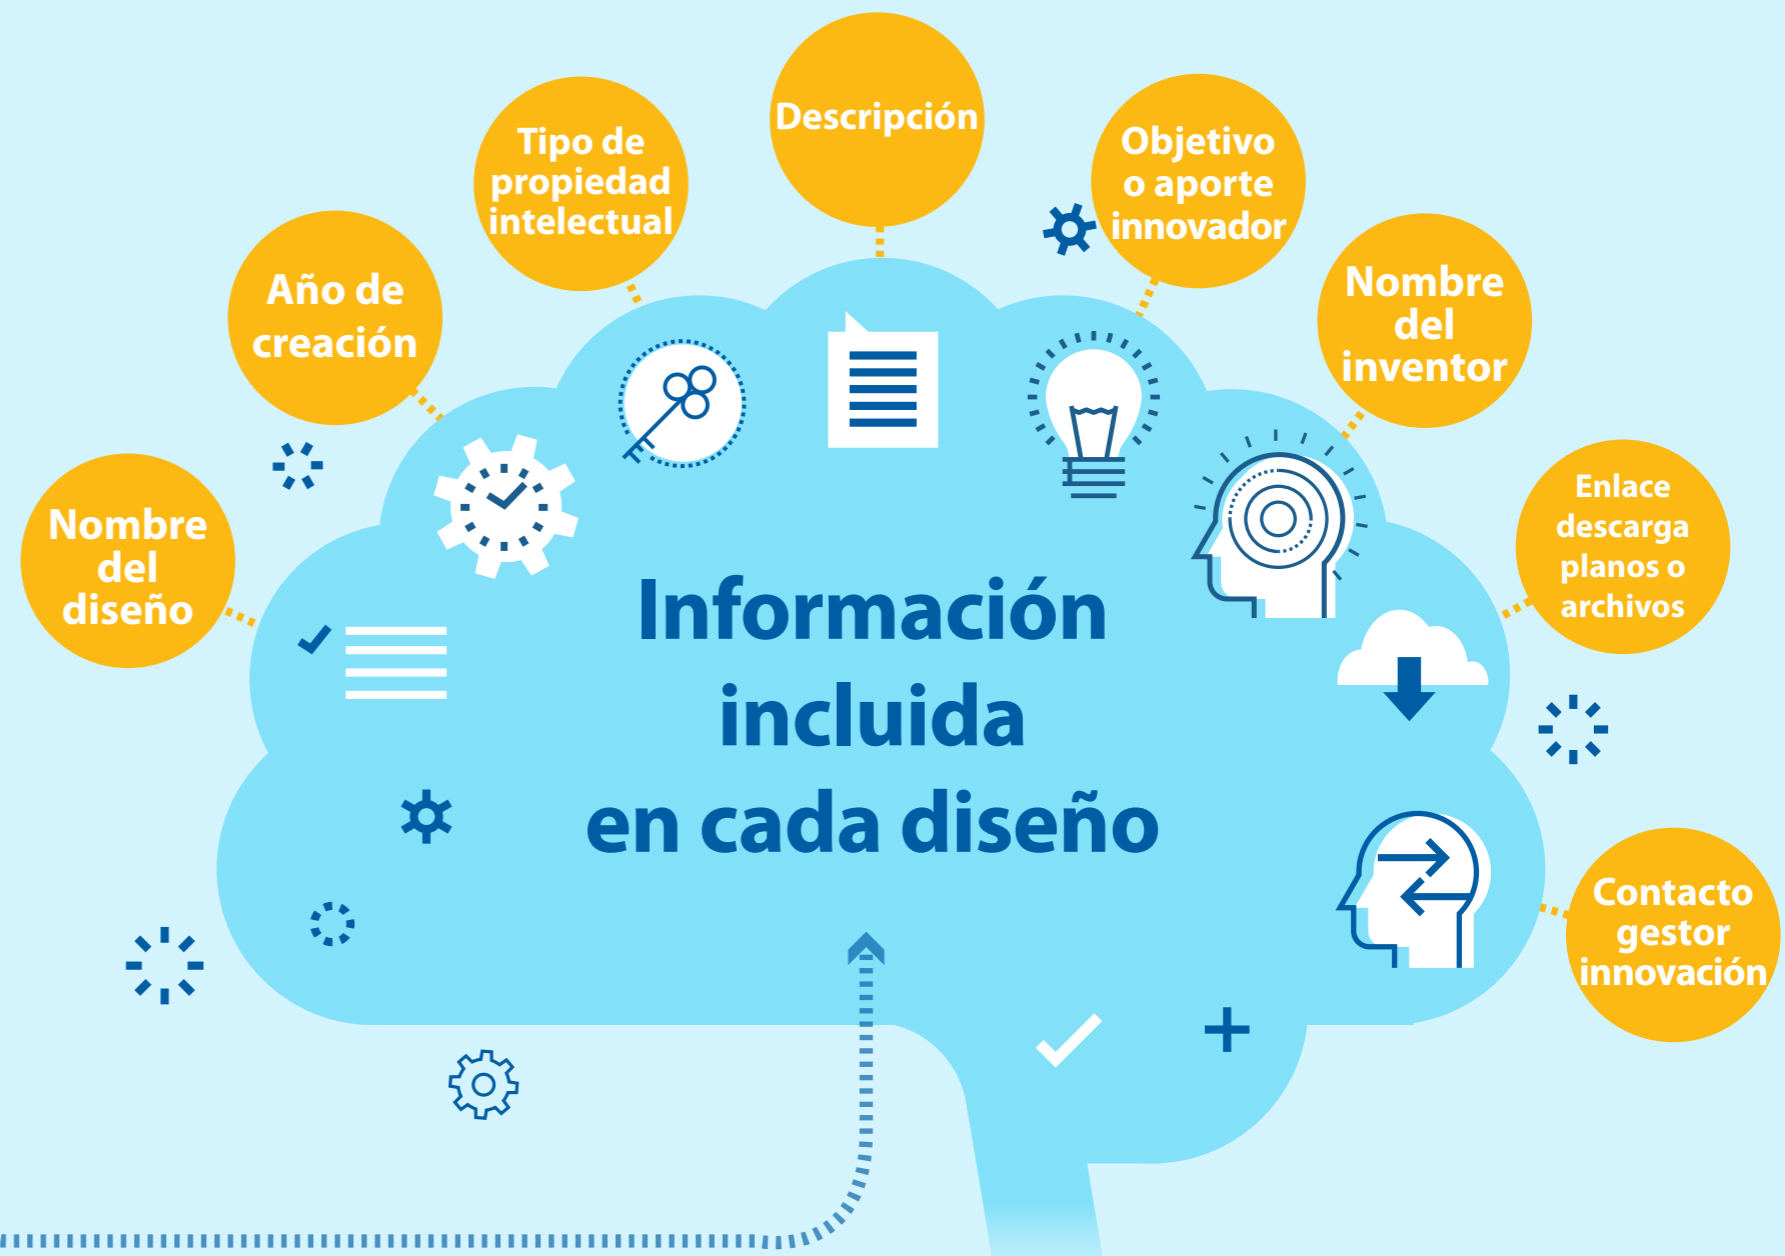 Nombre
del
diseño
Año de
creación
Tipo de
propiedad
intelectual
Descripción
Objetivo
o aporte
innovador
Nombre
del
inventor
Enlace
descarga
planos o
archivos
Contacto
gestor
innovación
Información
incluida
en cada diseño